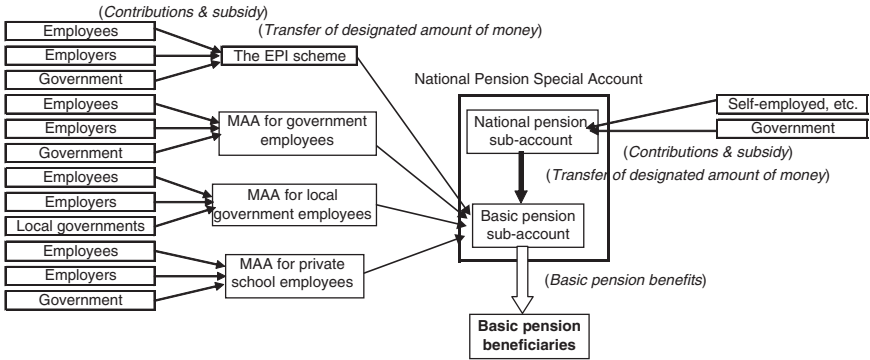 (Contributions & subsidy)
Employees
Employers
Government
(Transfer of designated amount of money)
The EPI scheme
Employees
Employers
Government
MAA for government
employees
Employees
Employers
Local governments
MAA for local
government employees
Employees
Employers
Government
MAA for private
school employees
National Pension Special Account
National pension
sub-account
Self-employed, etc.
Government
(Contributions & subsidy)
(Transfer of designated amount of money)
Basic pension
sub-account
(Basic pension benefits)
Basic pension
beneficiaries